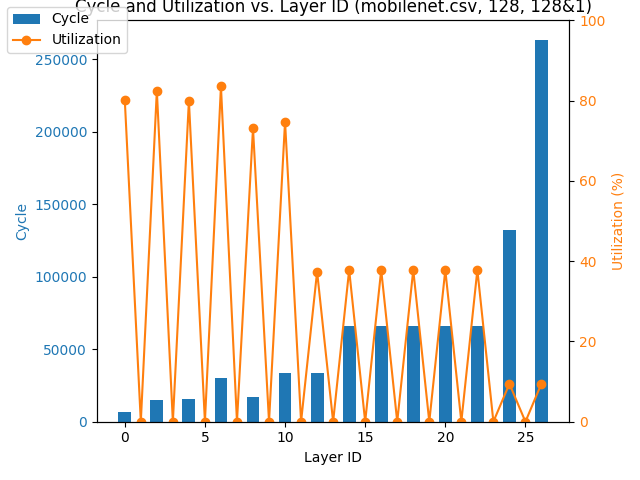 Cycle and Utilization vs. Layer ID (mobilenet.csv, 128, 128&1)
Cycle
Utilization
250000
200000
150000
100000
50000
0
Cycle
100
80
60
40
20
0
Utilization (%)
0 5 10 15 20 25
Layer ID